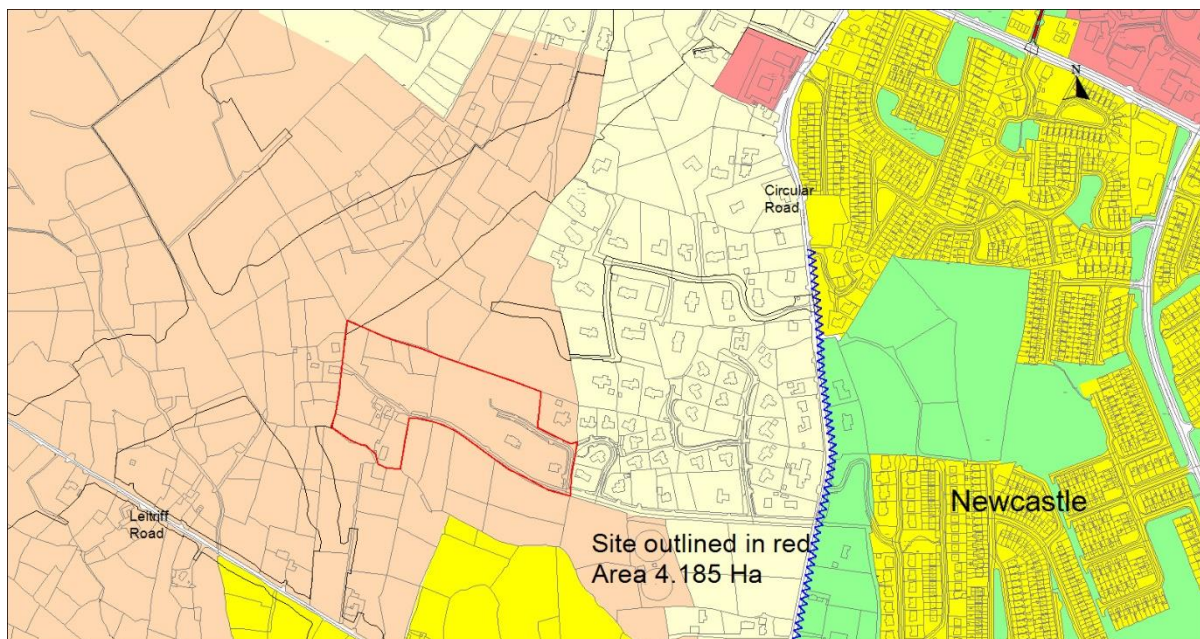 N
Circular
Road
Newcastle
Leitriff
Road
Site outlined in red
Area 4.185 Ha